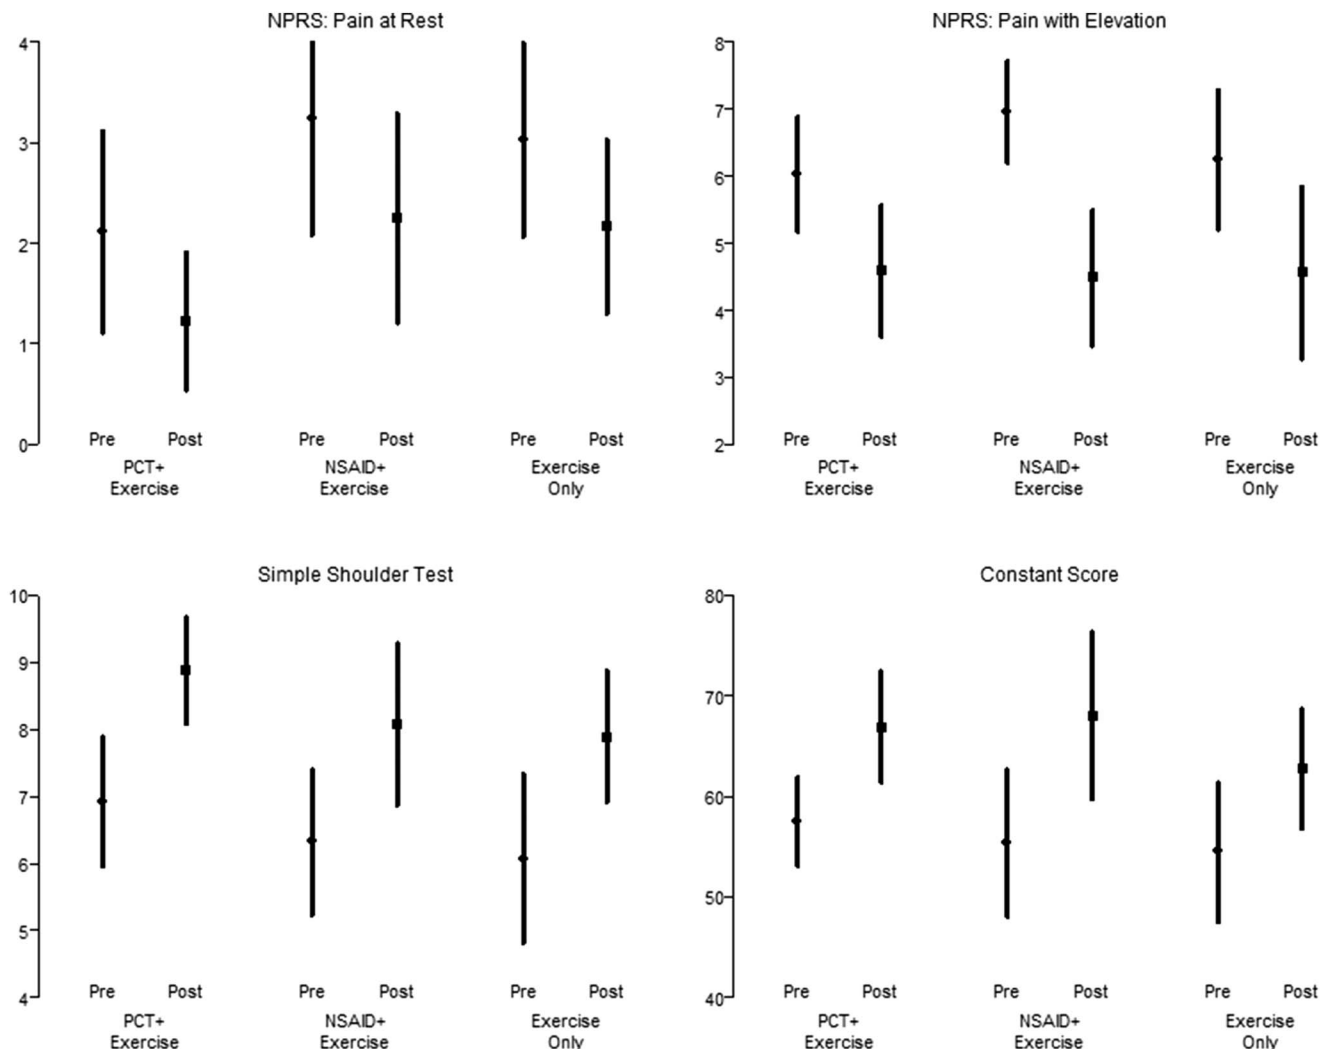 NPRS: Pain at Rest
4
3
2
1
0
Pre Post Pre Post Pre Post
PCT+ NSAID+ Exercise
Exercise Exercise Only
NPRS: Pain with Elevation
8
7
6
5
4
3
2
Pre Post Pre Post Pre Post
PCT+ NSAID+ Exercise
Exercise Exercise Only
Simple Shoulder Test
10
9
8
7
6
5
4
Pre Post Pre Post Pre Post
PCT+ NSAID+ Exercise
Exercise Exercise Only
Constant Score
80
70
60
50
40
Pre Post Pre Post Pre Post
PCT+ NSAID+ Exercise
Exercise Exercise Only